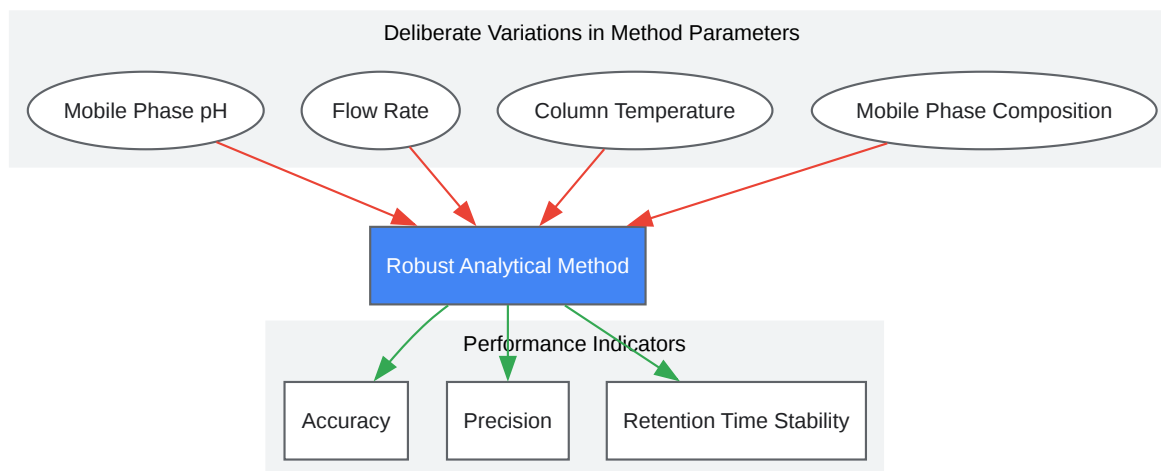 Deliberate Variations in Method Parameters
Mobile Phase pH
Flow Rate
Column Temperature
Mobile Phase Composition
Robust Analytical Method
Performance Indicators
Accuracy
Precision
Retention Time Stability